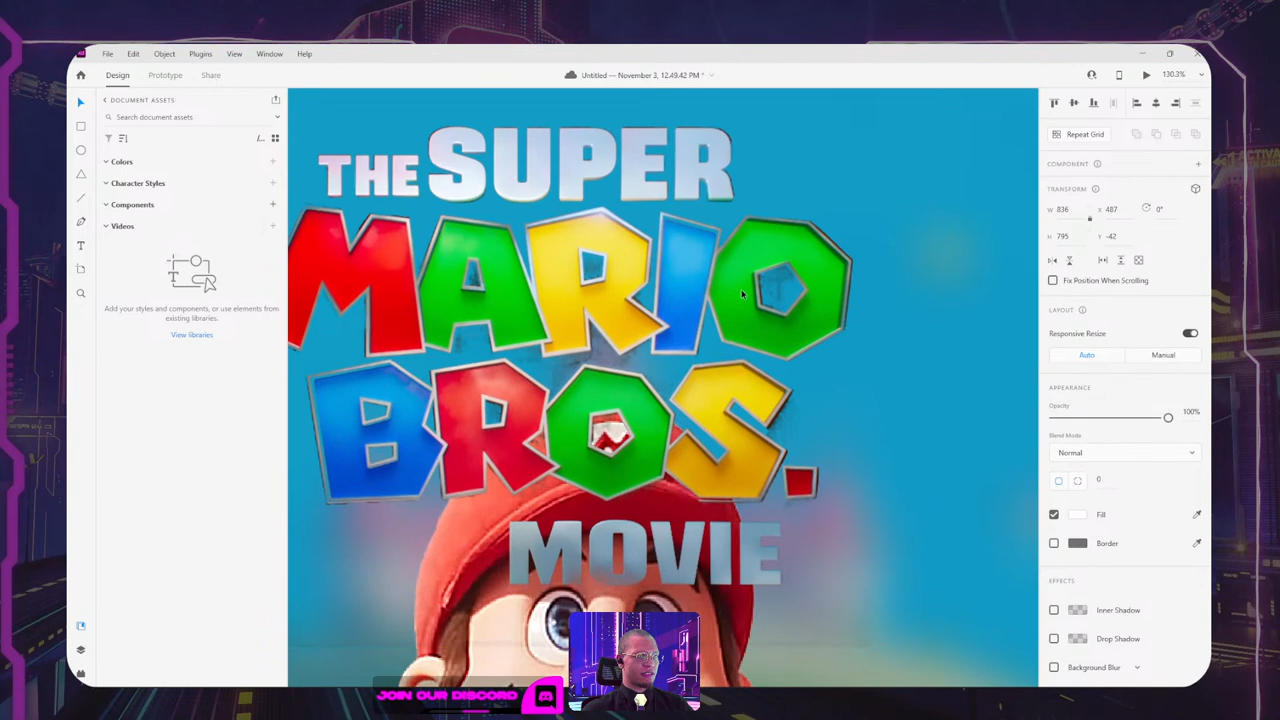 File Edit Object Plugins View Window Help
Design Prototype Share
Untitled — November 3, 12.49.42 PM *
130.3%
DOCUMENT ASSETS
Search document assets
Colors
Character Styles
Components
Videos
Add your styles and components, or use elements from
existing libraries.
View libraries
THE SUPER
MARIO
BROS.
MOVIE
Repeat Grid
COMPONENT
TRANSFORM
W 836 X 487 0°
H 795 Y -42
Fix Position When Scrolling
LAYOUT
Responsive Resize
Auto Manual
APPEARANCE
Opacity
100%
Blend Mode
Normal
0
Fill
Border
EFFECTS
Inner Shadow
Drop Shadow
Background Blur
JOIN OUR DISCORD